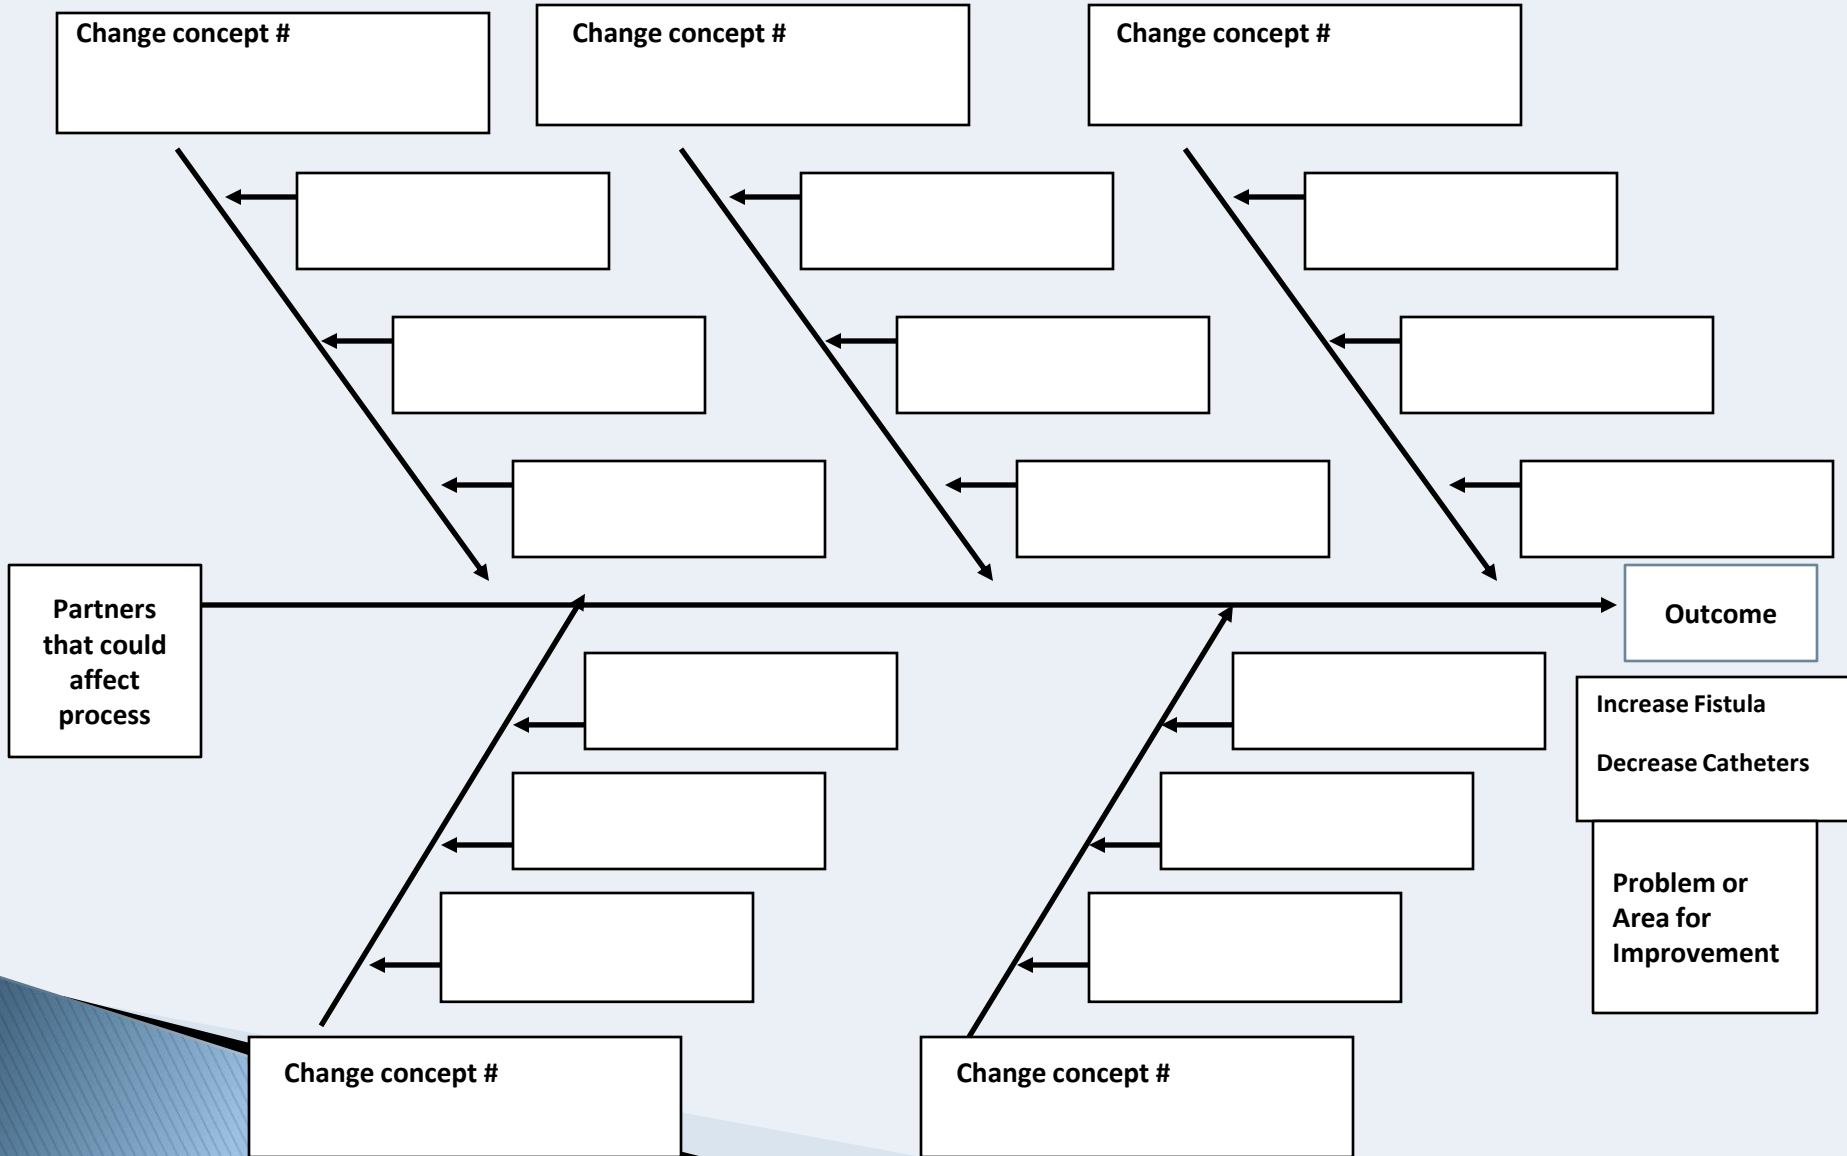 Change concept #
Change concept #
Change concept #
Partners
that could
affect
process
Outcome
Increase Fistula
Decrease Catheters
Problem or
Area for
Improvement
Change concept #
Change concept #